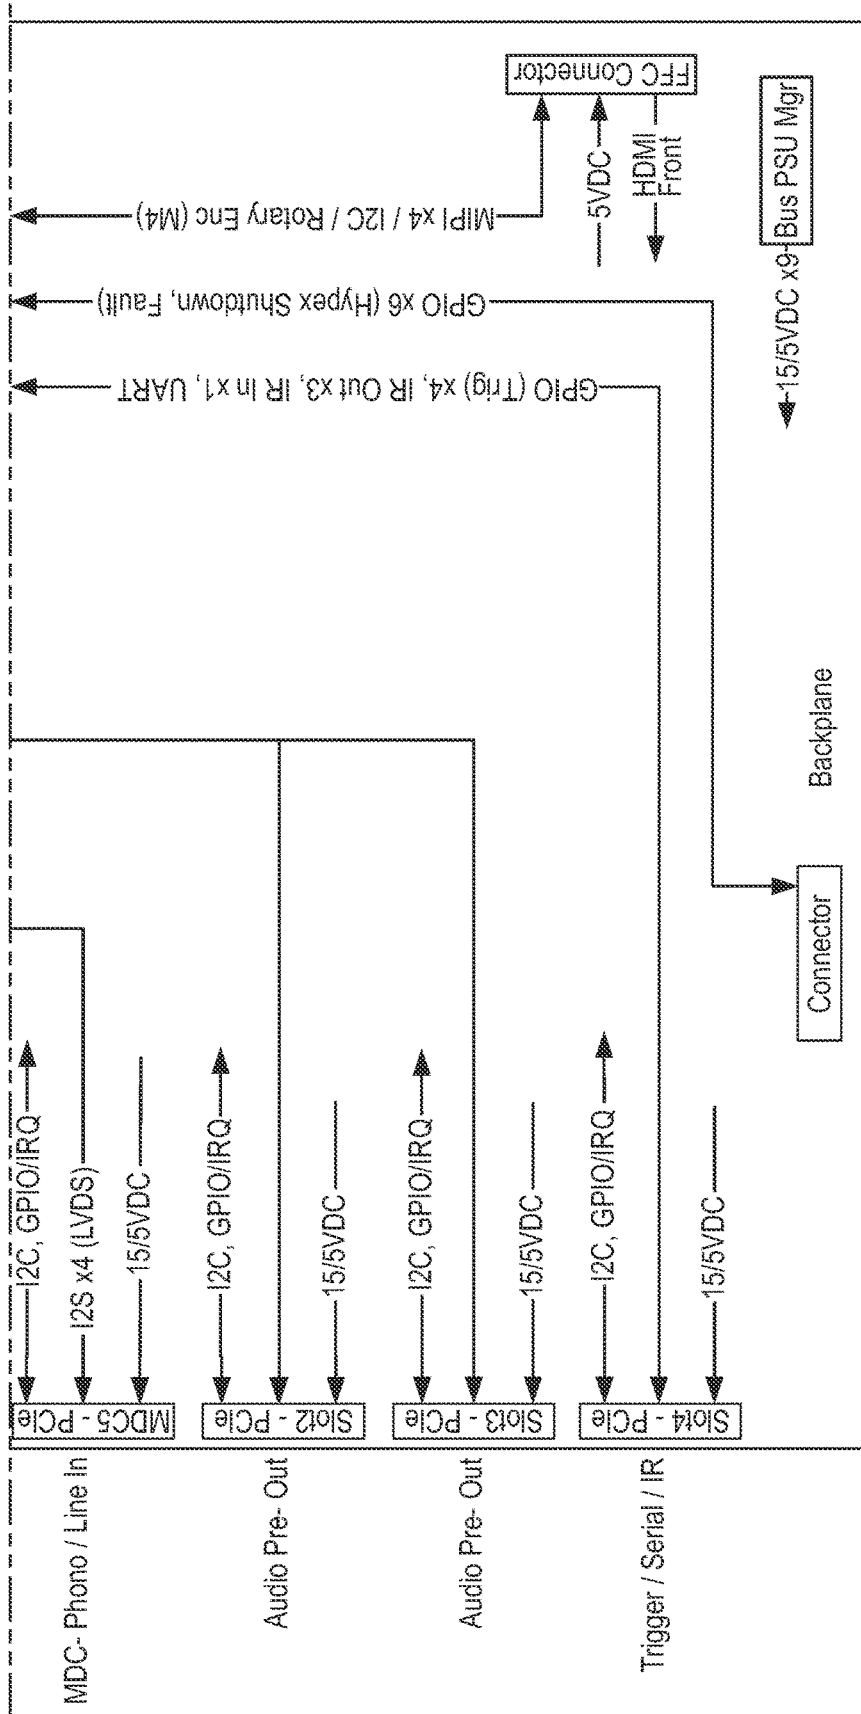 MDC- Phono / Line In
MDC5 - PCIe
I2C, GPIO/IRQ
I2S x4 (LVDS)
15/5VDC
Audio Pre- Out
Slot2 - PCIe
I2C, GPIO/IRQ
15/5VDC
Audio Pre- Out
Slot3 - PCIe
I2C, GPIO/IRQ
15/5VDC
Trigger / Serial / IR
Slot4 - PCIe
I2C, GPIO/IRQ
15/5VDC
Connector
Backplane
GPIO (Trig) x4, IR Out x3, IR In x1, UART
GPIO x6 (Hypex Shutdown, Fault)
MIPI x4 / I2C / Rotary Enc (M4)
5VDC
HDMI
Front
FFC Connector
15/5VDC x9
Bus PSU Mgr